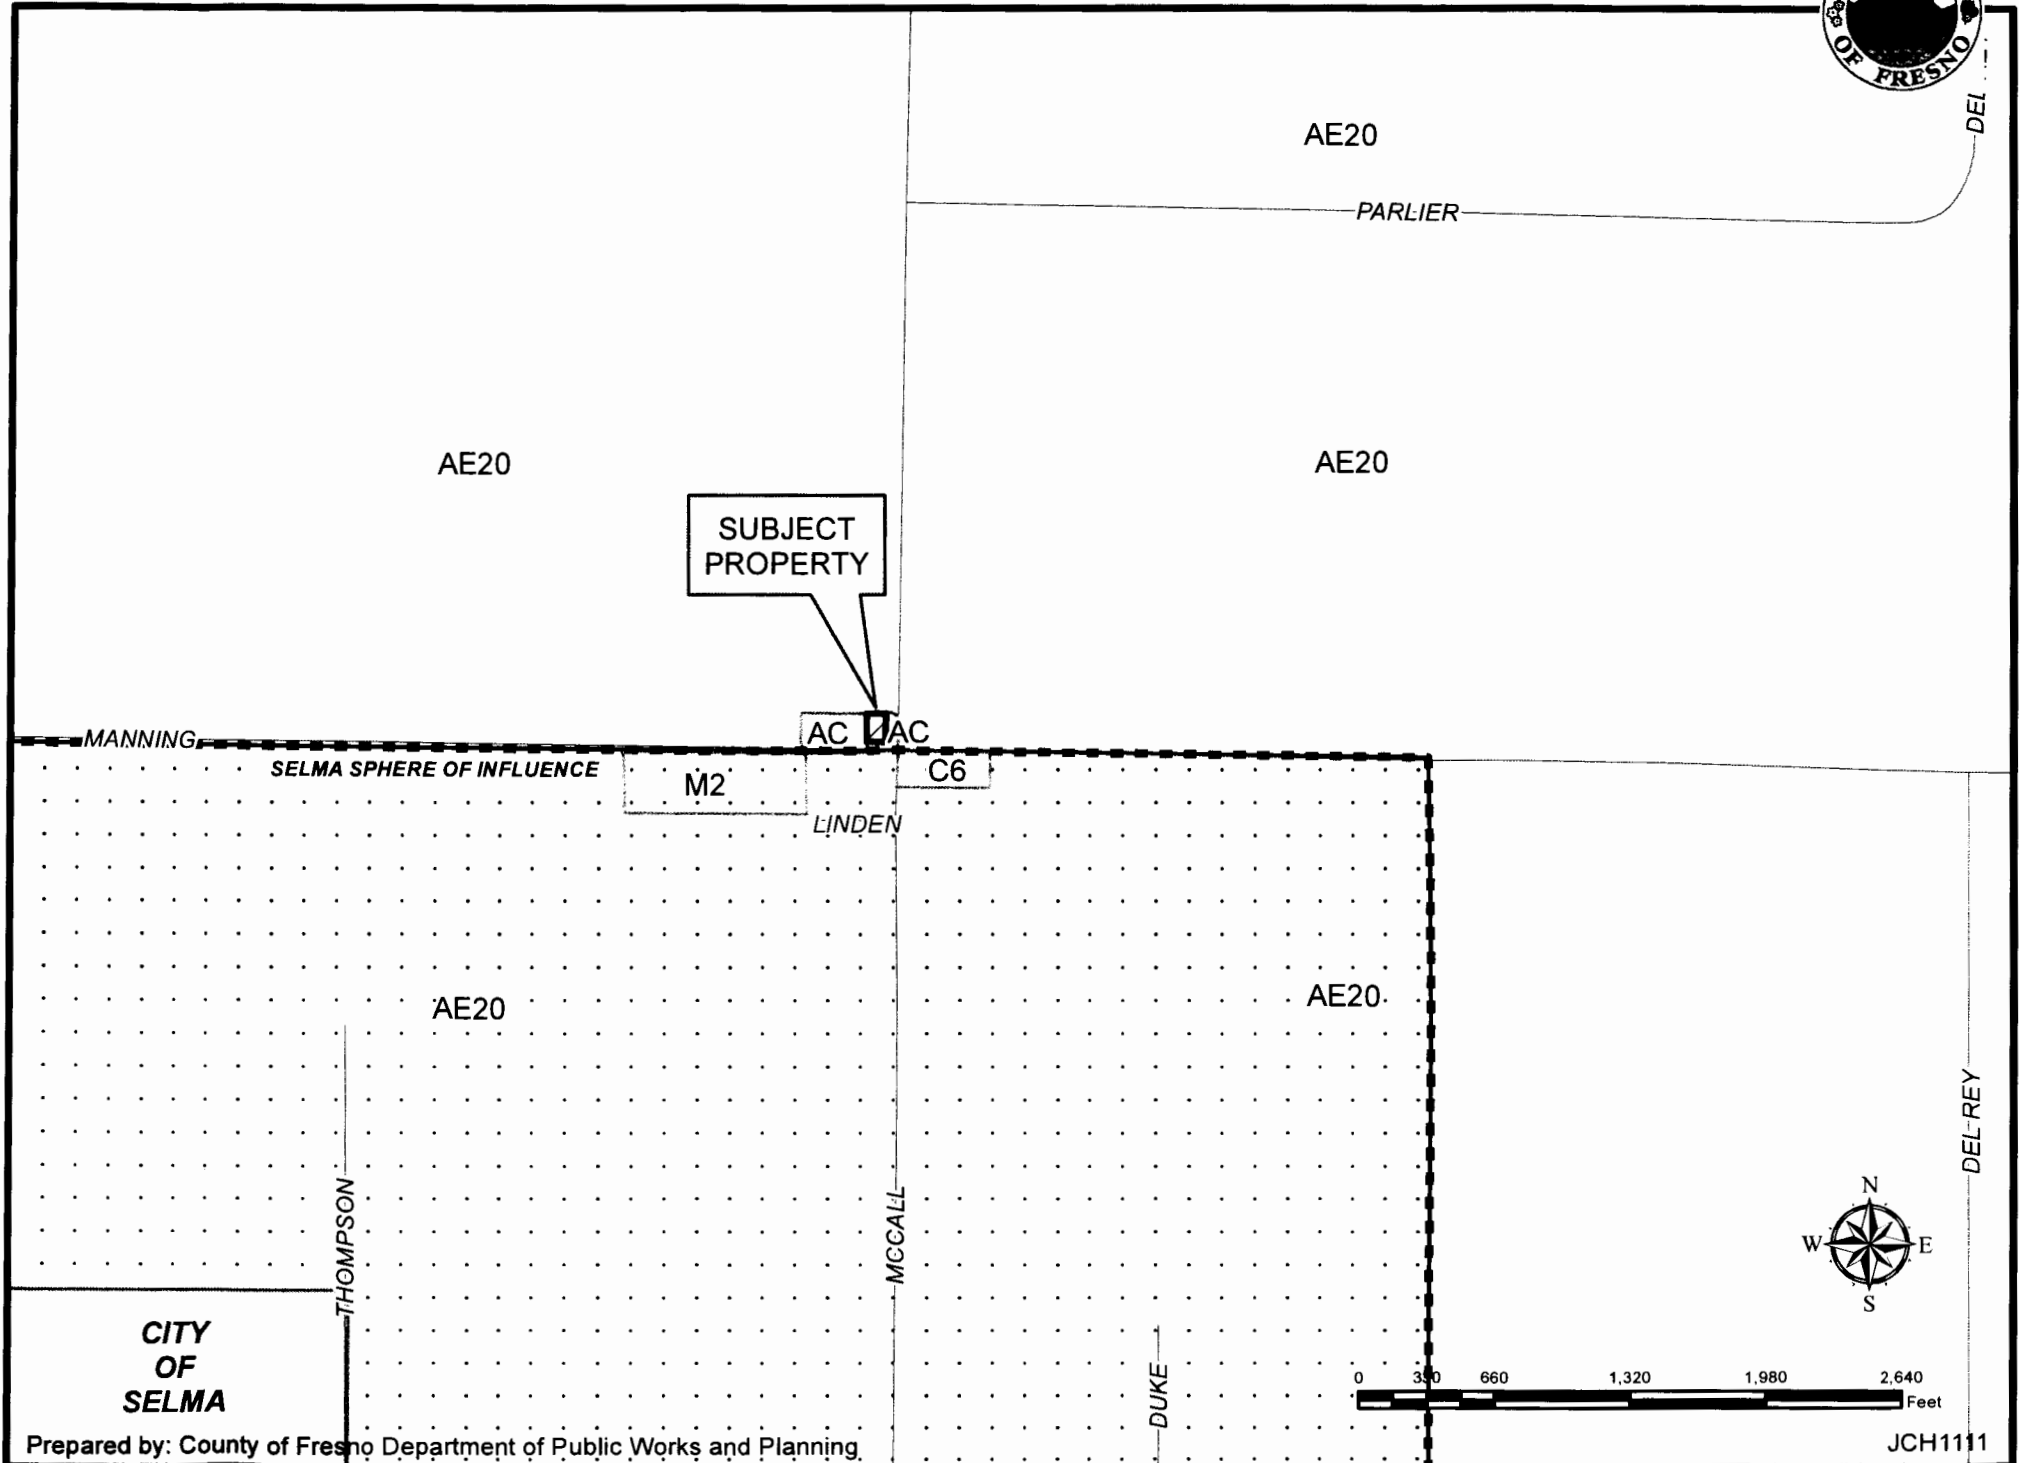 OF FRESNO
DEL
AE20
PARLIER
AE20
AE20
SUBJECT
PROPERTY
AC
AC
MANNING
SELMA SPHERE OF INFLUENCE
M2
C6
LINDEN
AE20
AE20
DEL REY
THOMPSON
MCCALL
N
W
E
S
CITY
OF
SELMA
DUKE
0 330 660 1,320 1,980 2,640
Feet
Prepared by: County of Fresno Department of Public Works and Planning
JCH1111